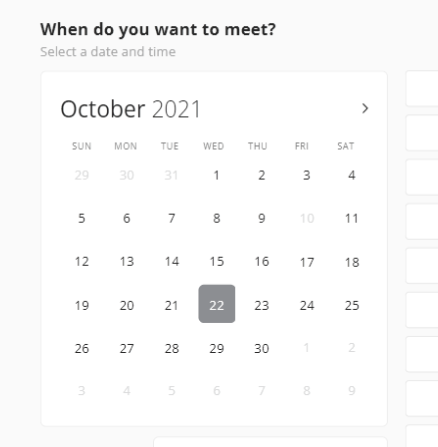 When do you want to meet?
Select a date and time
October 2021
SUN MON TUE WED THU FRI SAT
29 30 31 1 2 3 4
5 6 7 8 9 10 11
12 13 14 15 16 17 18
19 20 21 22 23 24 25
26 27 28 29 30 1 2
3 4 5 6 7 8 9